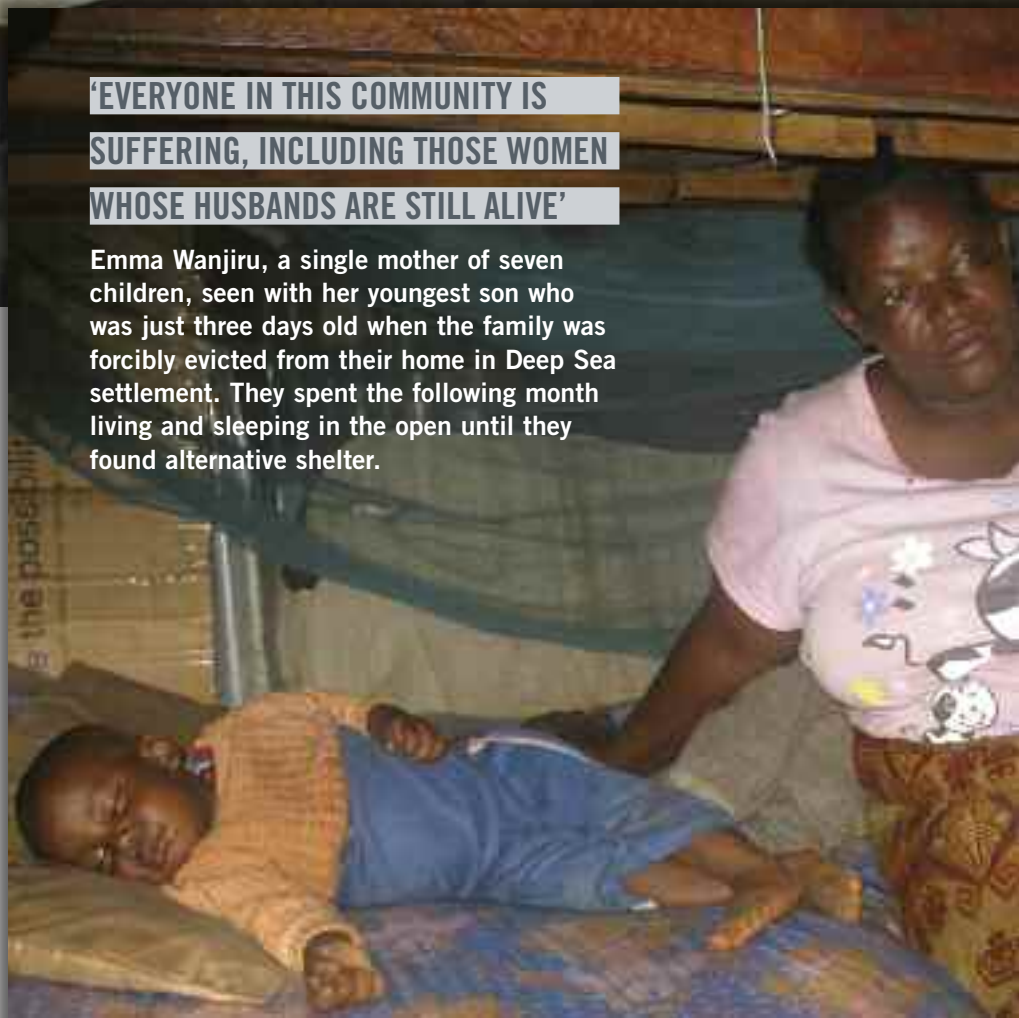 ‘EVERYONE IN THIS COMMUNITY IS
SUFFERING, INCLUDING THOSE WOMEN
WHOSE HUSBANDS ARE STILL ALIVE’
Emma Wanjiru, a single mother of seven
children, seen with her youngest son who
was just three days old when the family was
forcibly evicted from their home in Deep Sea
settlement. They spent the following month
living and sleeping in the open until they
found alternative shelter.
the